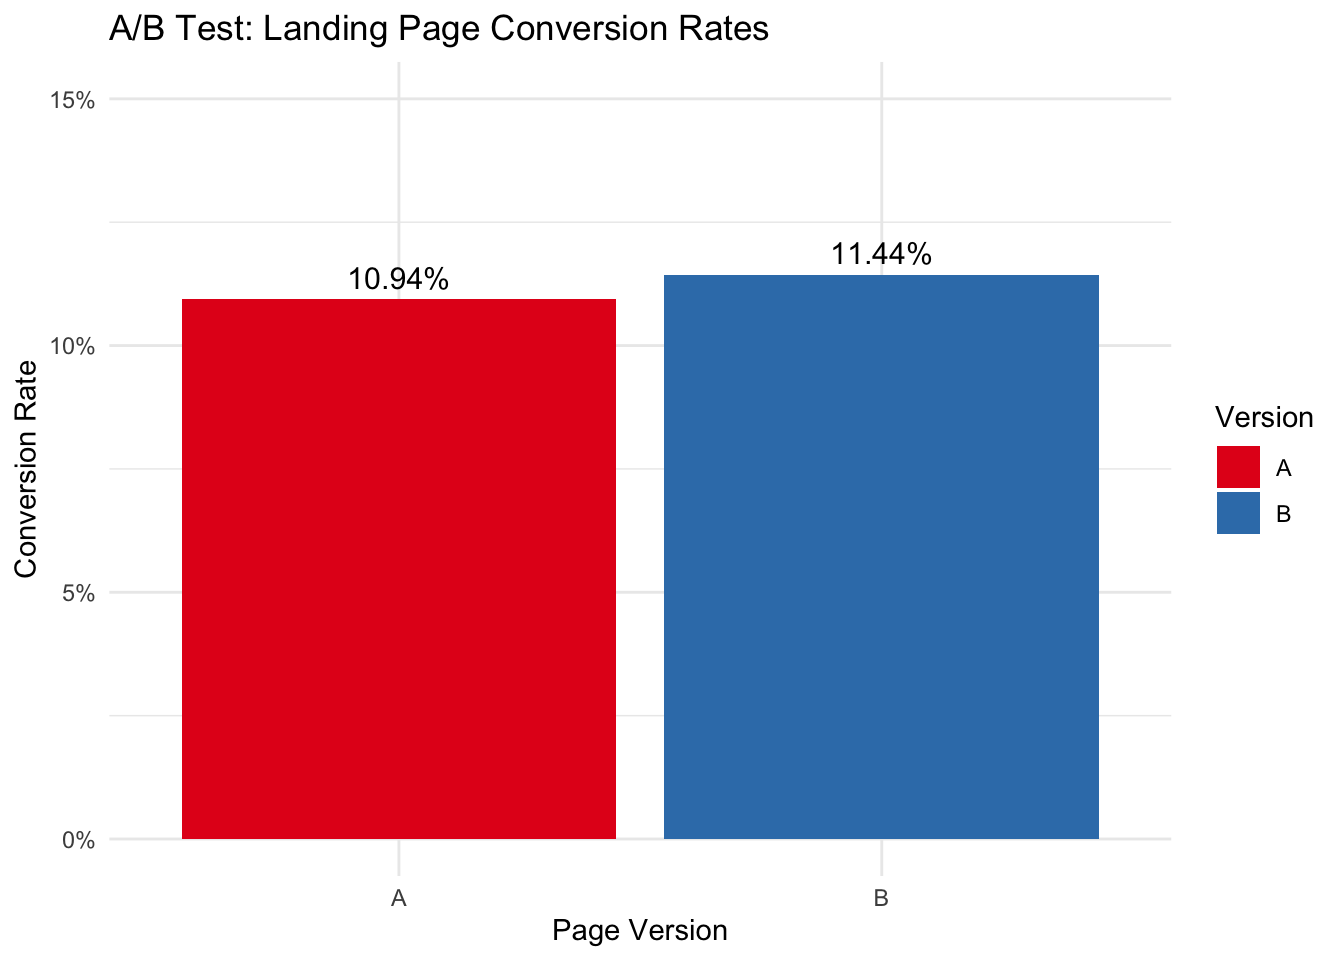 A/B Test: Landing Page Conversion Rates
15%
10%
5%
0%
Conversion Rate
10.94%
11.44%
A
B
Page Version
Version
A
B